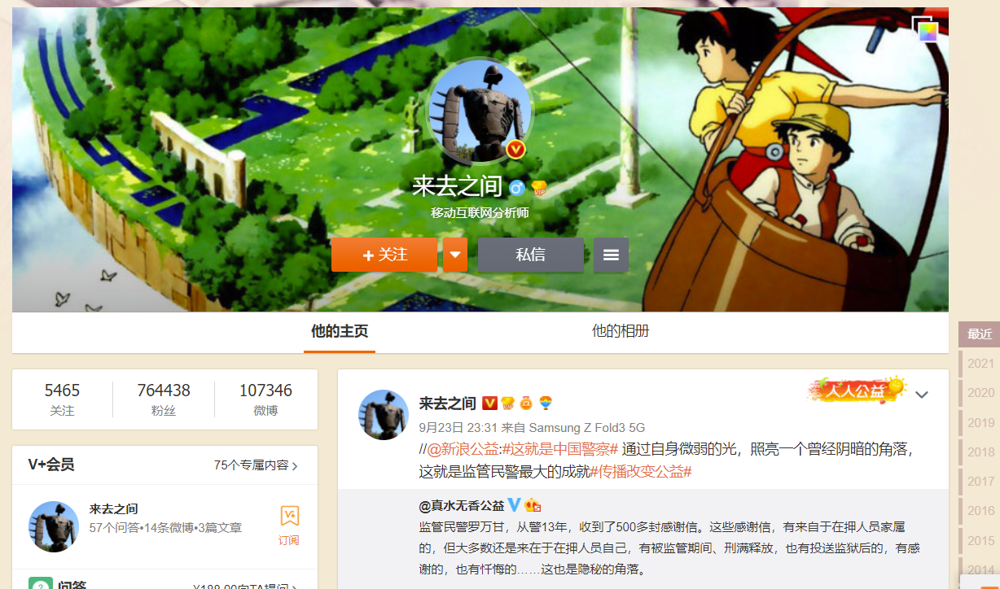 来去之间
VIP
移动互联网分析师
+ 关注
私信
他的主页
他的相册
最近
2021
2020
2019
2018
2017
2016
2015
2014
5465
764438
107346
关注
粉丝
微博
V+会员
75个专属内容 >
来去之间
57个问答•14条微博•3篇文章
V+
订阅
问答
¥188.00向TA提问 >
来去之间 V
人人公益
9月23日 23:31 来自 Samsung Z Fold3 5G
//@新浪公益:#这就是中国警察# 通过自身微弱的光，照亮一个曾经阴暗的角落，
这就是监管民警最大的成就#传播改变公益#
@真水无香公益
监管民警罗万甘，从警13年，收到了500多封感谢信。这些感谢信，有来自于在押人员家属
的，但大多数还是来在于在押人员自己，有被监管期间、刑满释放，也有投送监狱后的，有感
谢的，也有忏悔的……这也是隐秘的角落。